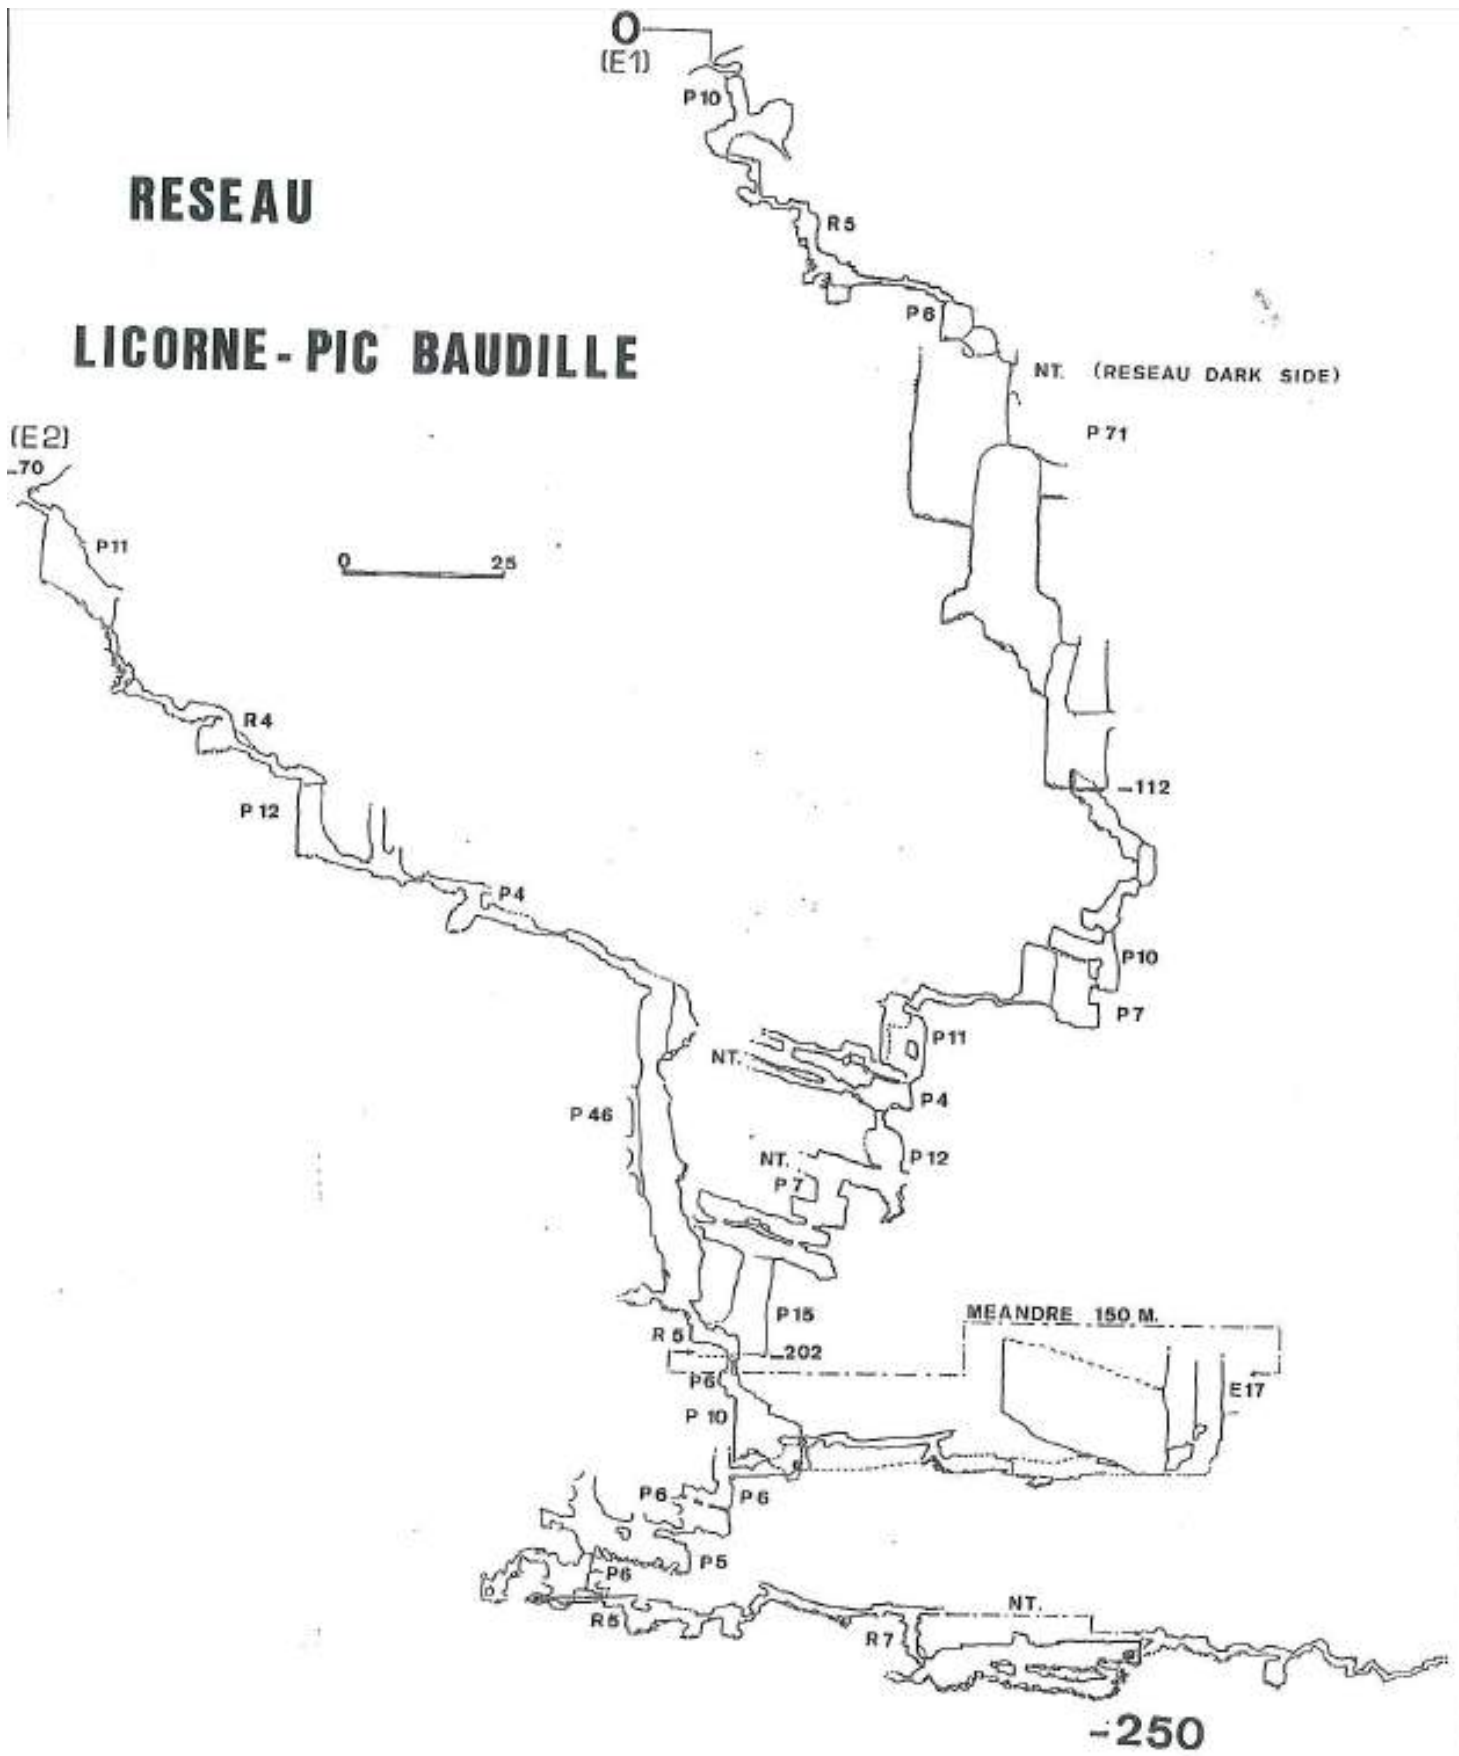 O
(E1)
P10
RESEAU
R5
LICORNE - PIC BAUDILLE
P6
NT. (RESEAU DARK SIDE)
P71
(E2)
-70
P11
0 25
R4
P12
-112
P4
P10
P7
P11
NT.
P4
P46
P12
NT.
P7
MEANDRE 150 M.
P15
R5
-202
P6
E17
P10
P6
P6
P5
P6
NT.
R5
R7
-250